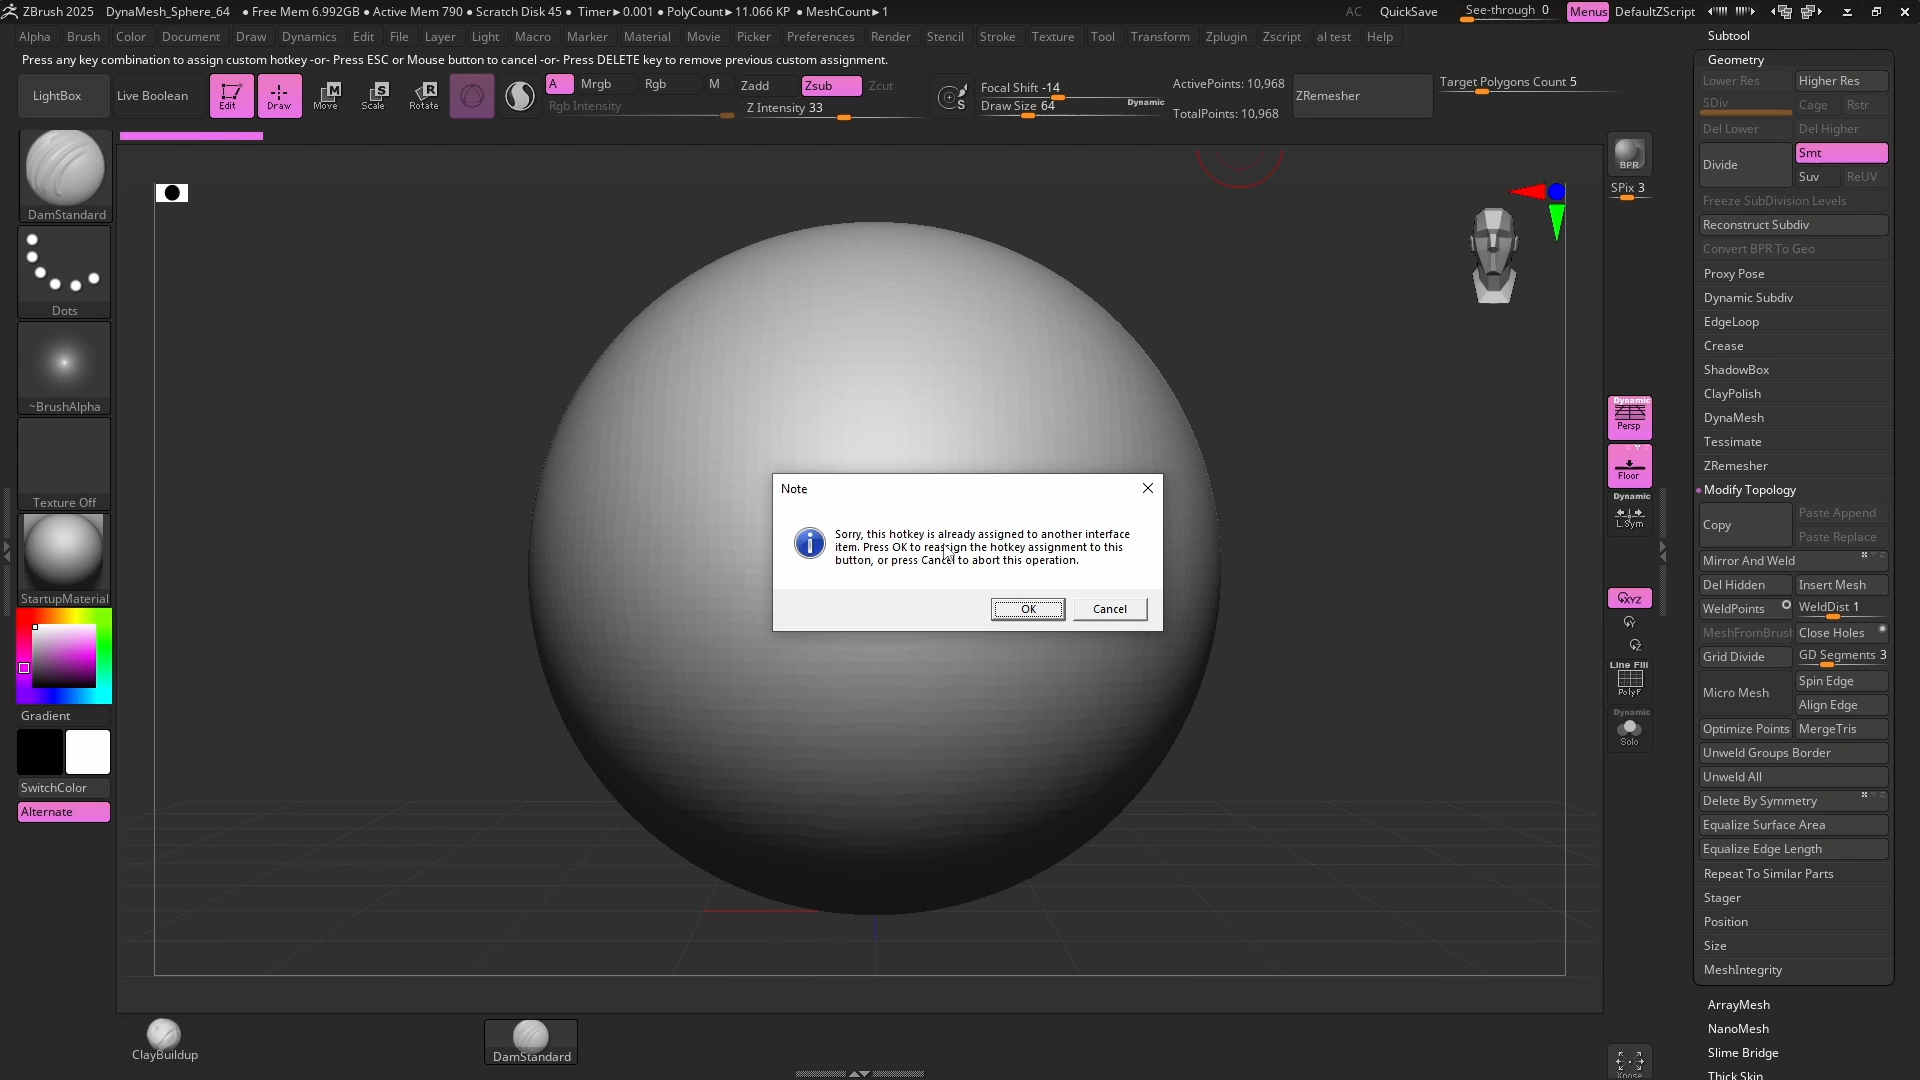 ZBrush 2025 DynaMesh_Sphere_64 ● Free Mem 6.992GB ● Active Mem 790 ● Scratch Disk 45 ● Timer►0.001 ● PolyCount►11.066 KP ● MeshCount►1 AC QuickSave See-through 0 Menus DefaultZScript
Alpha Brush Color Document Draw Dynamics Edit File Layer Light Macro Marker Material Movie Picker Preferences Render Stencil Stroke Texture Tool Transform Zplugin Zscript al test Help
Press any key combination to assign custom hotkey -or- Press ESC or Mouse button to cancel -or- Press DELETE key to remove previous custom assignment.
LightBox
Live Boolean
Edit
Draw
Move
Scale
Rotate
A Mrgb Rgb M
Rgb Intensity
Zadd Zsub Zcut
Z Intensity 33
S
Focal Shift -14
Draw Size 64
Dynamic
ActivePoints: 10,968
TotalPoints: 10,968
ZRemesher
Target Polygons Count 5
DamStandard
Dots
~BrushAlpha
Texture Off
StartupMaterial
Gradient
SwitchColor
Alternate
Note
Sorry, this hotkey is already assigned to another interface
item. Press OK to reassign the hotkey assignment to this
button, or press Cancel to abort this operation.
OK Cancel
ClayBuildup
DamStandard
BPR
SPix 3
Dynamic
Persp
Floor
Dynamic
L.Sym
XYZ
Y
Z
Line Fill
PolyF
Dynamic
Solo
Xpose
Subtool
Geometry
Lower Res Higher Res
SDiv Cage Rstr
Del Lower Del Higher
Divide Smt
Suv ReUV
Freeze SubDivision Levels
Reconstruct Subdiv
Convert BPR To Geo
Proxy Pose
Dynamic Subdiv
EdgeLoop
Crease
ShadowBox
ClayPolish
DynaMesh
Tessimate
ZRemesher
Modify Topology
Copy Paste Append
Paste Replace
Mirror And Weld
Del Hidden Insert Mesh
WeldPoints WeldDist 1
MeshFromBrus Close Holes
Grid Divide GD Segments 3
Micro Mesh Spin Edge
Align Edge
Optimize Points MergeTris
Unweld Groups Border
Unweld All
Delete By Symmetry
Equalize Surface Area
Equalize Edge Length
Repeat To Similar Parts
Stager
Position
Size
MeshIntegrity
ArrayMesh
NanoMesh
Slime Bridge
Thick Skin